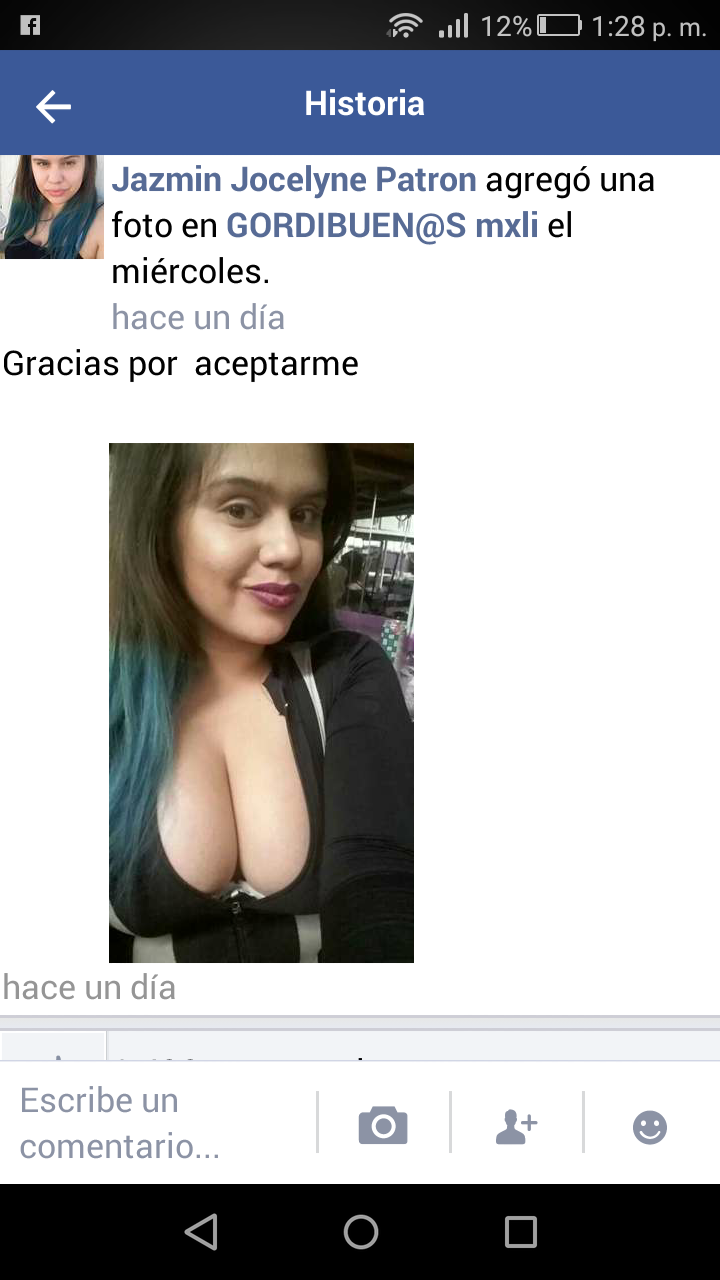 12% 1:28 p. m.
Historia
Jazmin Jocelyne Patron agregó una
foto en GORDIBUEN@S mxli el
miércoles.
hace un día
Gracias por aceptarme
hace un día
Escribe un
comentario...